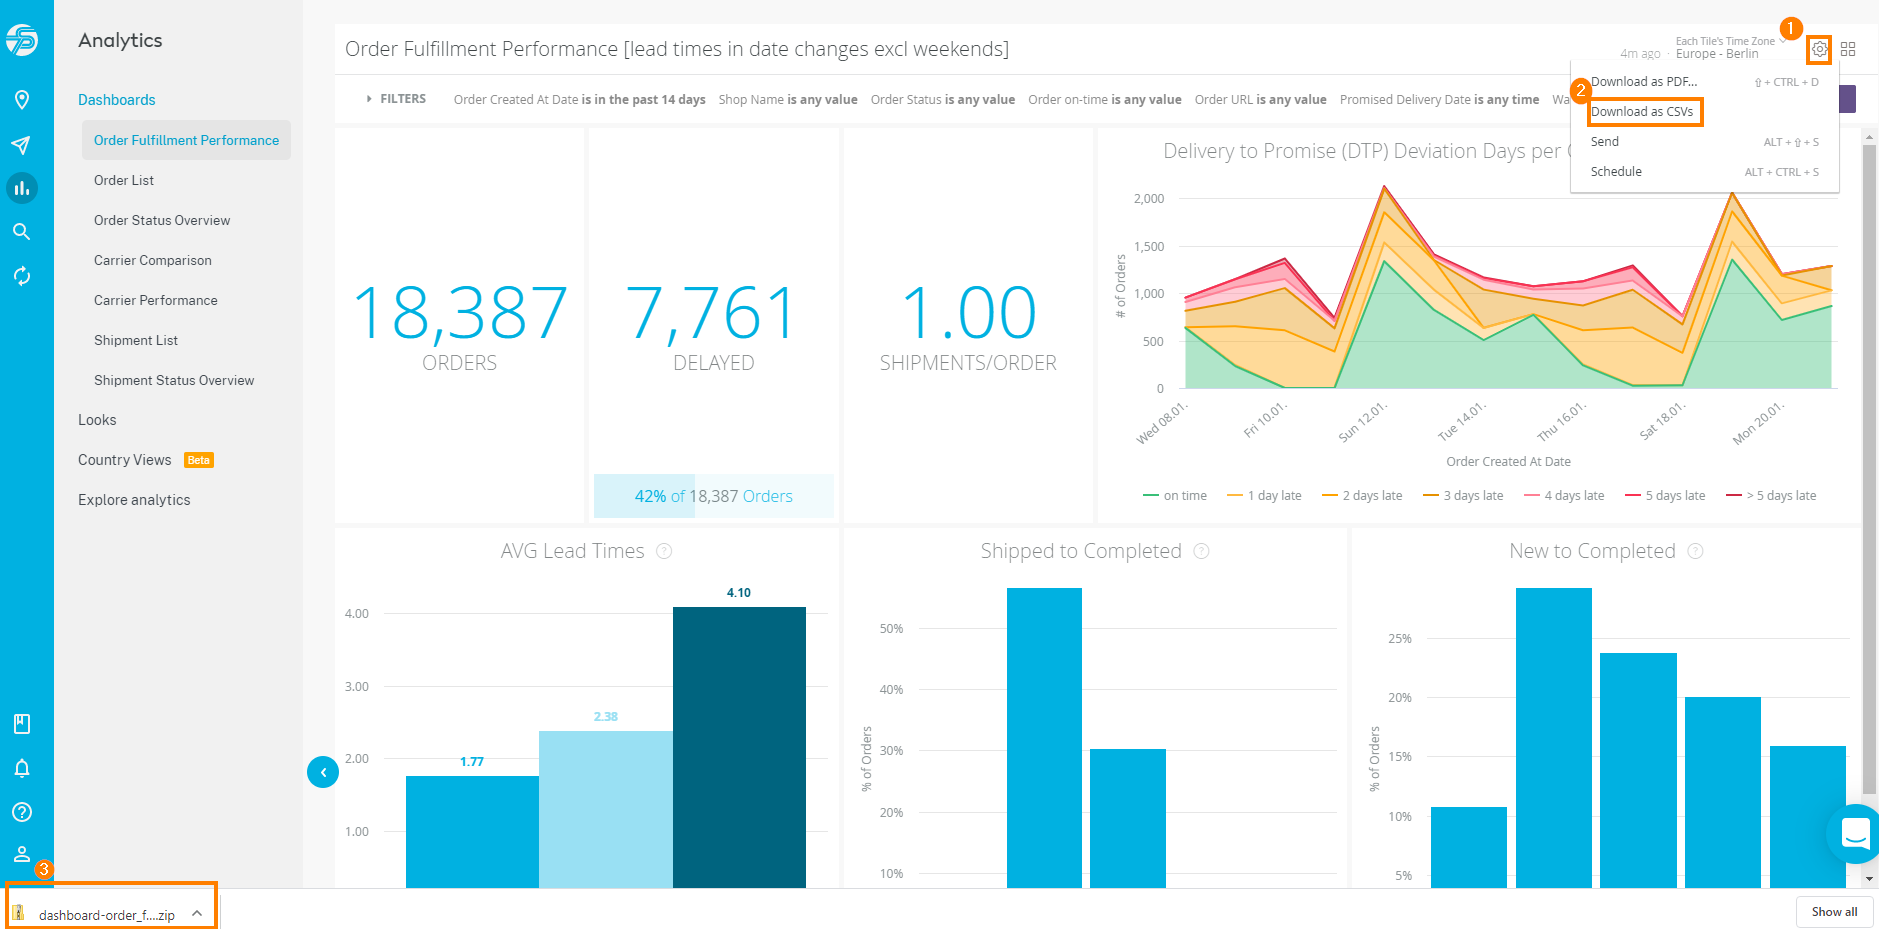 Analytics
Dashboards
Order Fulfillment Performance
Order List
Order Status Overview
Carrier Comparison
Carrier Performance
Shipment List
Shipment Status Overview
Looks
Country Views Beta
Explore analytics
Order Fulfillment Performance [lead times in date changes excl weekends]
4m ago · Each Tile's Time Zone
Europe - Berlin
1
FILTERS Order Created At Date is in the past 14 days Shop Name is any value Order Status is any value Order on-time is any value Order URL is any value Promised Delivery Date is any time Wa
2
Download as PDF... ⇧ + CTRL + D
Download as CSVs
Send ALT + ⇧ + S
Schedule ALT + CTRL + S
18,387
ORDERS
7,761
DELAYED
42% of 18,387 Orders
1.00
SHIPMENTS/ORDER
Delivery to Promise (DTP) Deviation Days per
# of Orders
2,000
1,500
1,000
500
0
Wed 08.01.
Fri 10.01.
Sun 12.01.
Tue 14.01.
Thu 16.01.
Sat 18.01.
Mon 20.01.
Order Created At Date
on time 1 day late 2 days late 3 days late 4 days late 5 days late > 5 days late
AVG Lead Times ?
4.00
3.00
2.00
1.00
1.77
2.38
4.10
Shipped to Completed ?
% of Orders
50%
40%
30%
20%
10%
New to Completed ?
% of Orders
25%
20%
15%
10%
5%
3
dashboard-order_f....zip
Show all